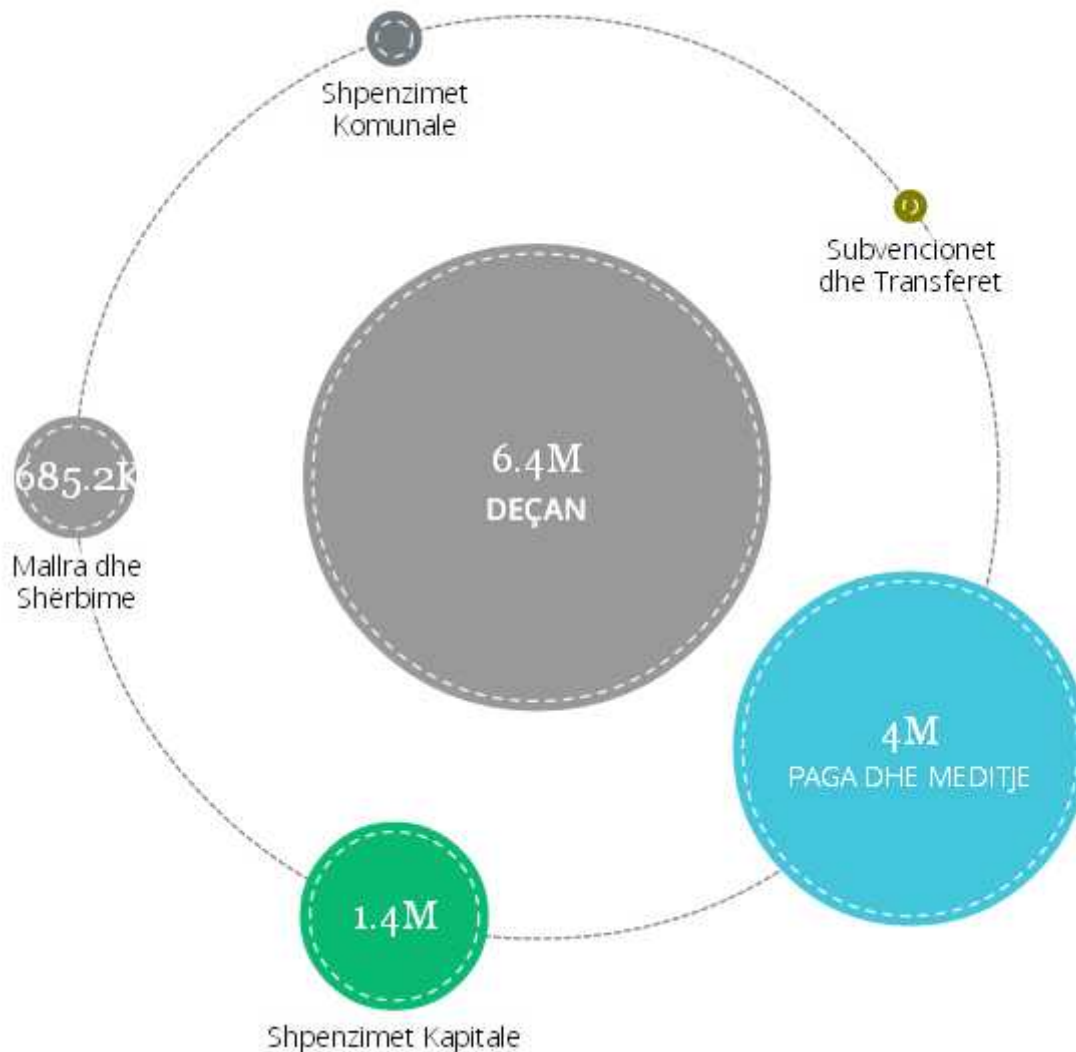 Shpenzimet
Komunale
Subvencionet
dhe Transferet
6.4M
DEÇAN
685.2K
Mallra dhe
Shërbime
4M
PAGA DHE MEDITJE
1.4M
Shpenzimet Kapitale